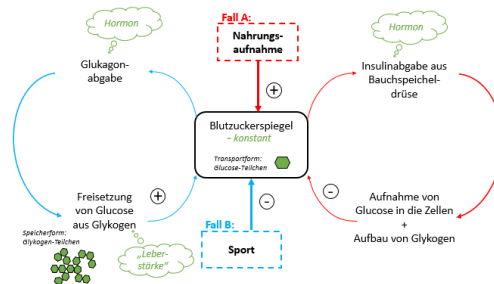 Hormon
Fall A:
Hormon
Nahrungs-
aufnahme
Glukagon-
abgabe
Insulinabgabe aus
Bauchspeichel-
drüse
+
Blutzuckerspiegel
– konstant
Transportform:
Glucose-Teilchen
+
-
-
Freisetzung
von Glucose
aus Glykogen
Aufnahme von
Glucose in die Zellen
+
Aufbau von Glykogen
Fall B:
Sport
Speicherform:
Glykogen-Teilchen
„Leber-
stärke“